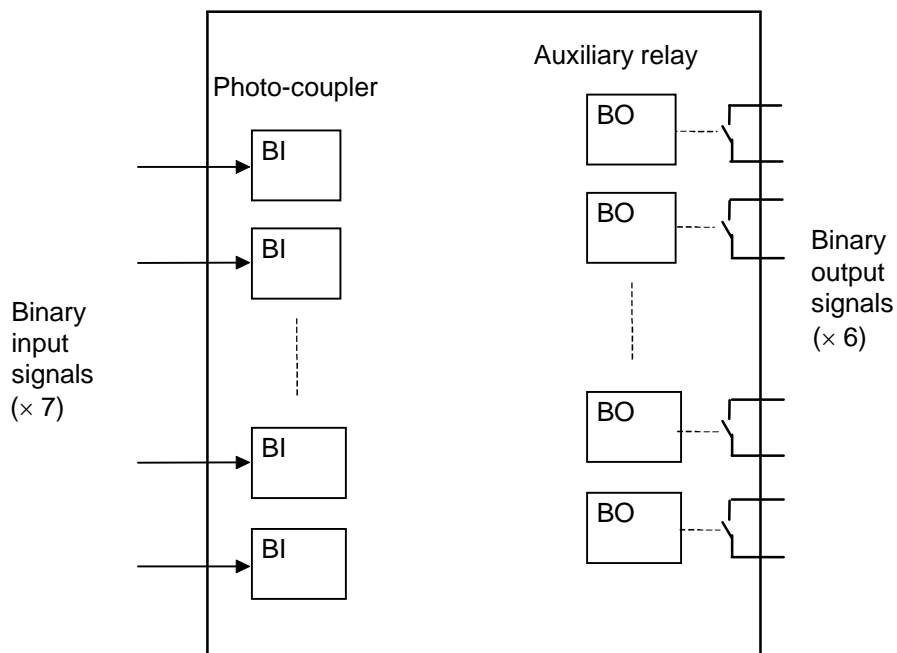 Auxiliary relay
Photo-coupler
BI
BI
BI
BI
BO
BO
BO
BO
Binary
input
signals
(× 7)
Binary
output
signals
(× 6)